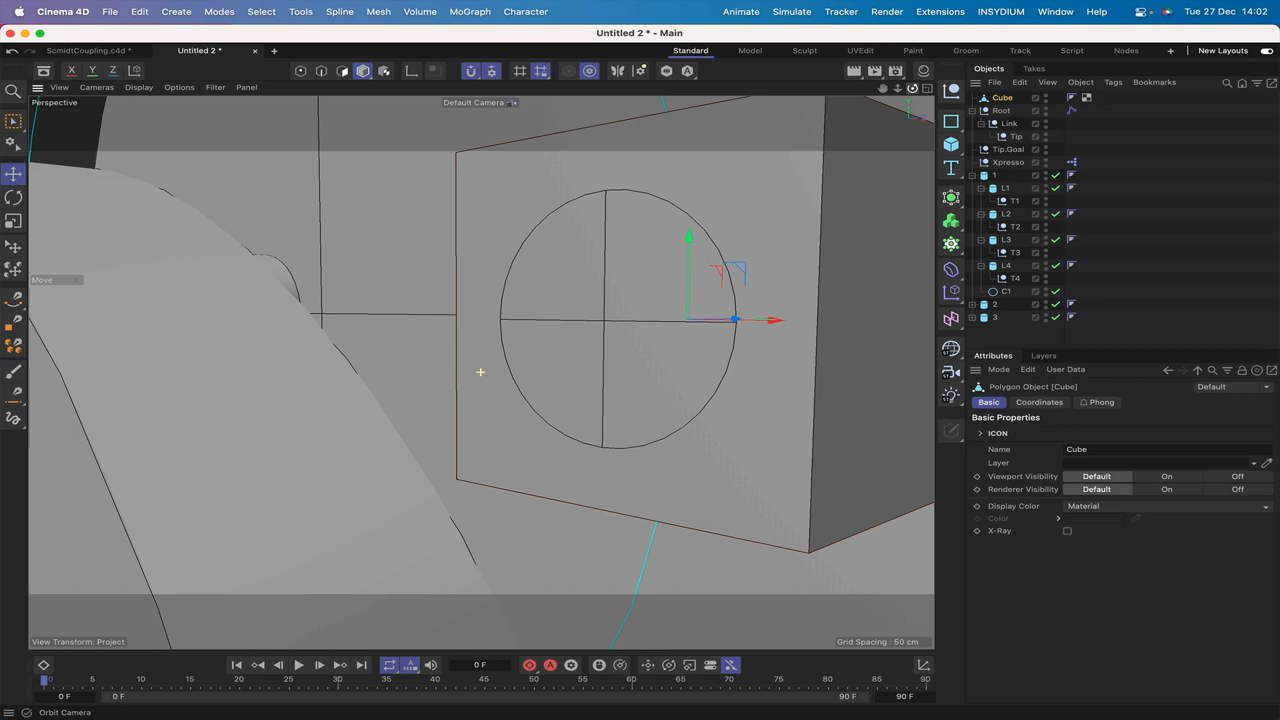 Cinema 4D File Edit Create Modes Select Tools Spline Mesh Volume MoGraph Character Animate Simulate Tracker Render Extensions INSYDIUM Window Help Tue 27 Dec 14:02
Untitled 2 * - Main
ScmidtCoupling.c4d * Untitled 2 * Standard Model Sculpt UVEdit Paint Groom Track Script Nodes New Layouts
X Y Z
Objects Takes
View Cameras Display Options Filter Panel
File Edit View Object Tags Bookmarks
Perspective
Default Camera
Y
Cube
Root
Link
Tip
Tip.Goal
Xpresso
1
L1
T1
L2
T2
L3
T3
L4
T4
C1
2
3
Move
Attributes Layers
Mode Edit User Data
Polygon Object [Cube] Default
Basic Coordinates Phong
Basic Properties
ICON
Name Cube
Layer
Viewport Visibility Default On Off
Renderer Visibility Default On Off
Display Color Material
Color
X-Ray
View Transform: Project
Grid Spacing : 50 cm
0 F
0 5 10 15 20 25 30 35 40 45 50 55 60 65 70 75 80 85 90
0 F 0 F 90 F 90 F
Orbit Camera